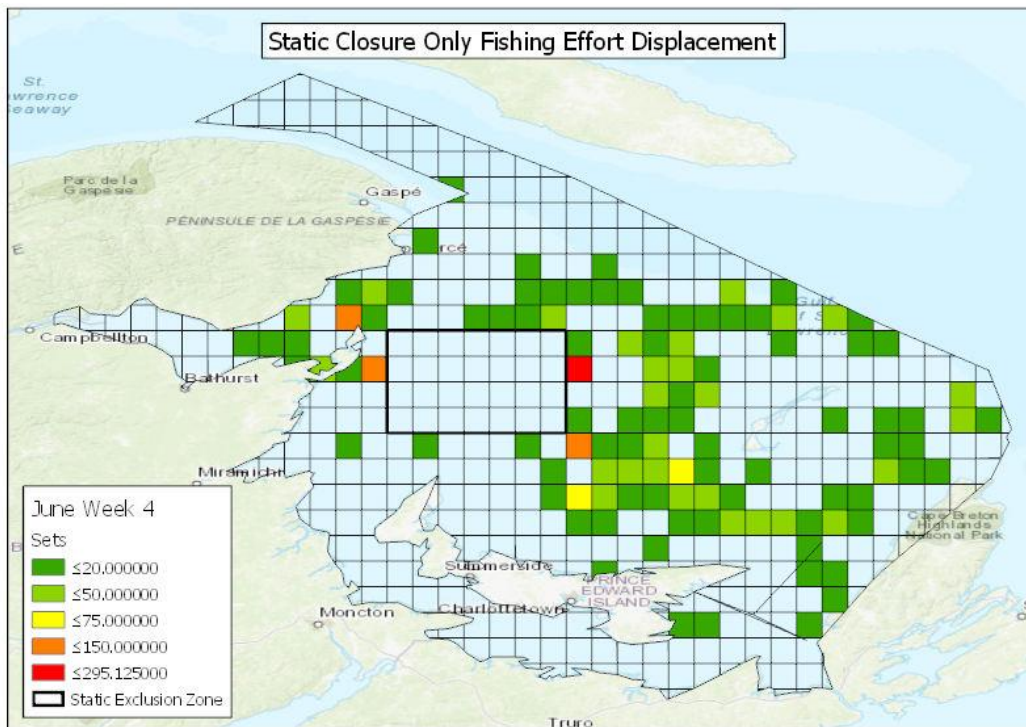 Static Closure Only Fishing Effort Displacement
St.
Lawrence
Seaway
Parc de la
Gaspésie
Gaspé
PÉNINSULE DE LA GASPÉSIE
Campbellton
Bathurst
Miramichi
June Week 4
Sets
≤20.000000
≤50.000000
≤75.000000
≤150.000000
≤295.125000
Static Exclusion Zone
Cape Breton
Highlands
National Park
Summerside
PRINCE
EDWARD
ISLAND
Charlottetown
Moncton
Truro